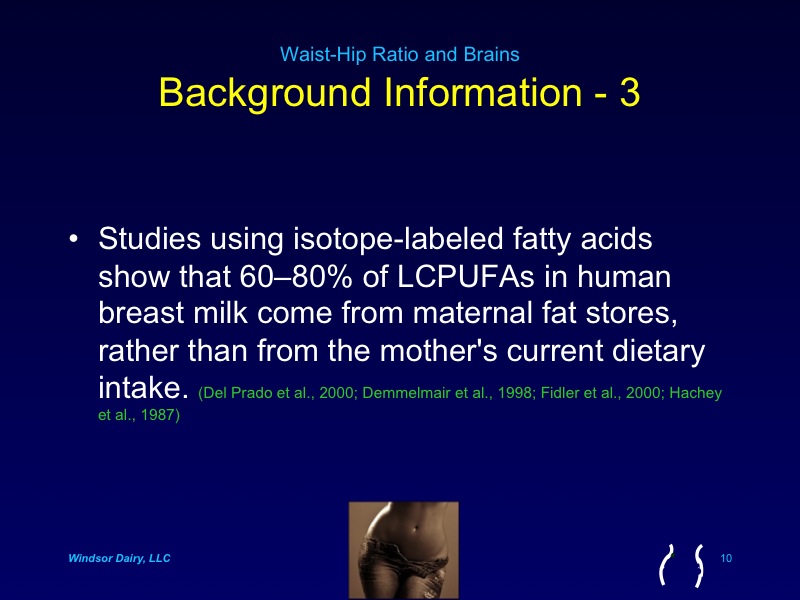 Waist-Hip Ratio and Brains
Background Information - 3
• Studies using isotope-labeled fatty acids
show that 60–80% of LCPUFAs in human
breast milk come from maternal fat stores,
rather than from the mother's current dietary
intake. (Del Prado et al., 2000; Demmelmair et al., 1998; Fidler et al., 2000; Hachey
et al., 1987)
Windsor Dairy, LLC
10